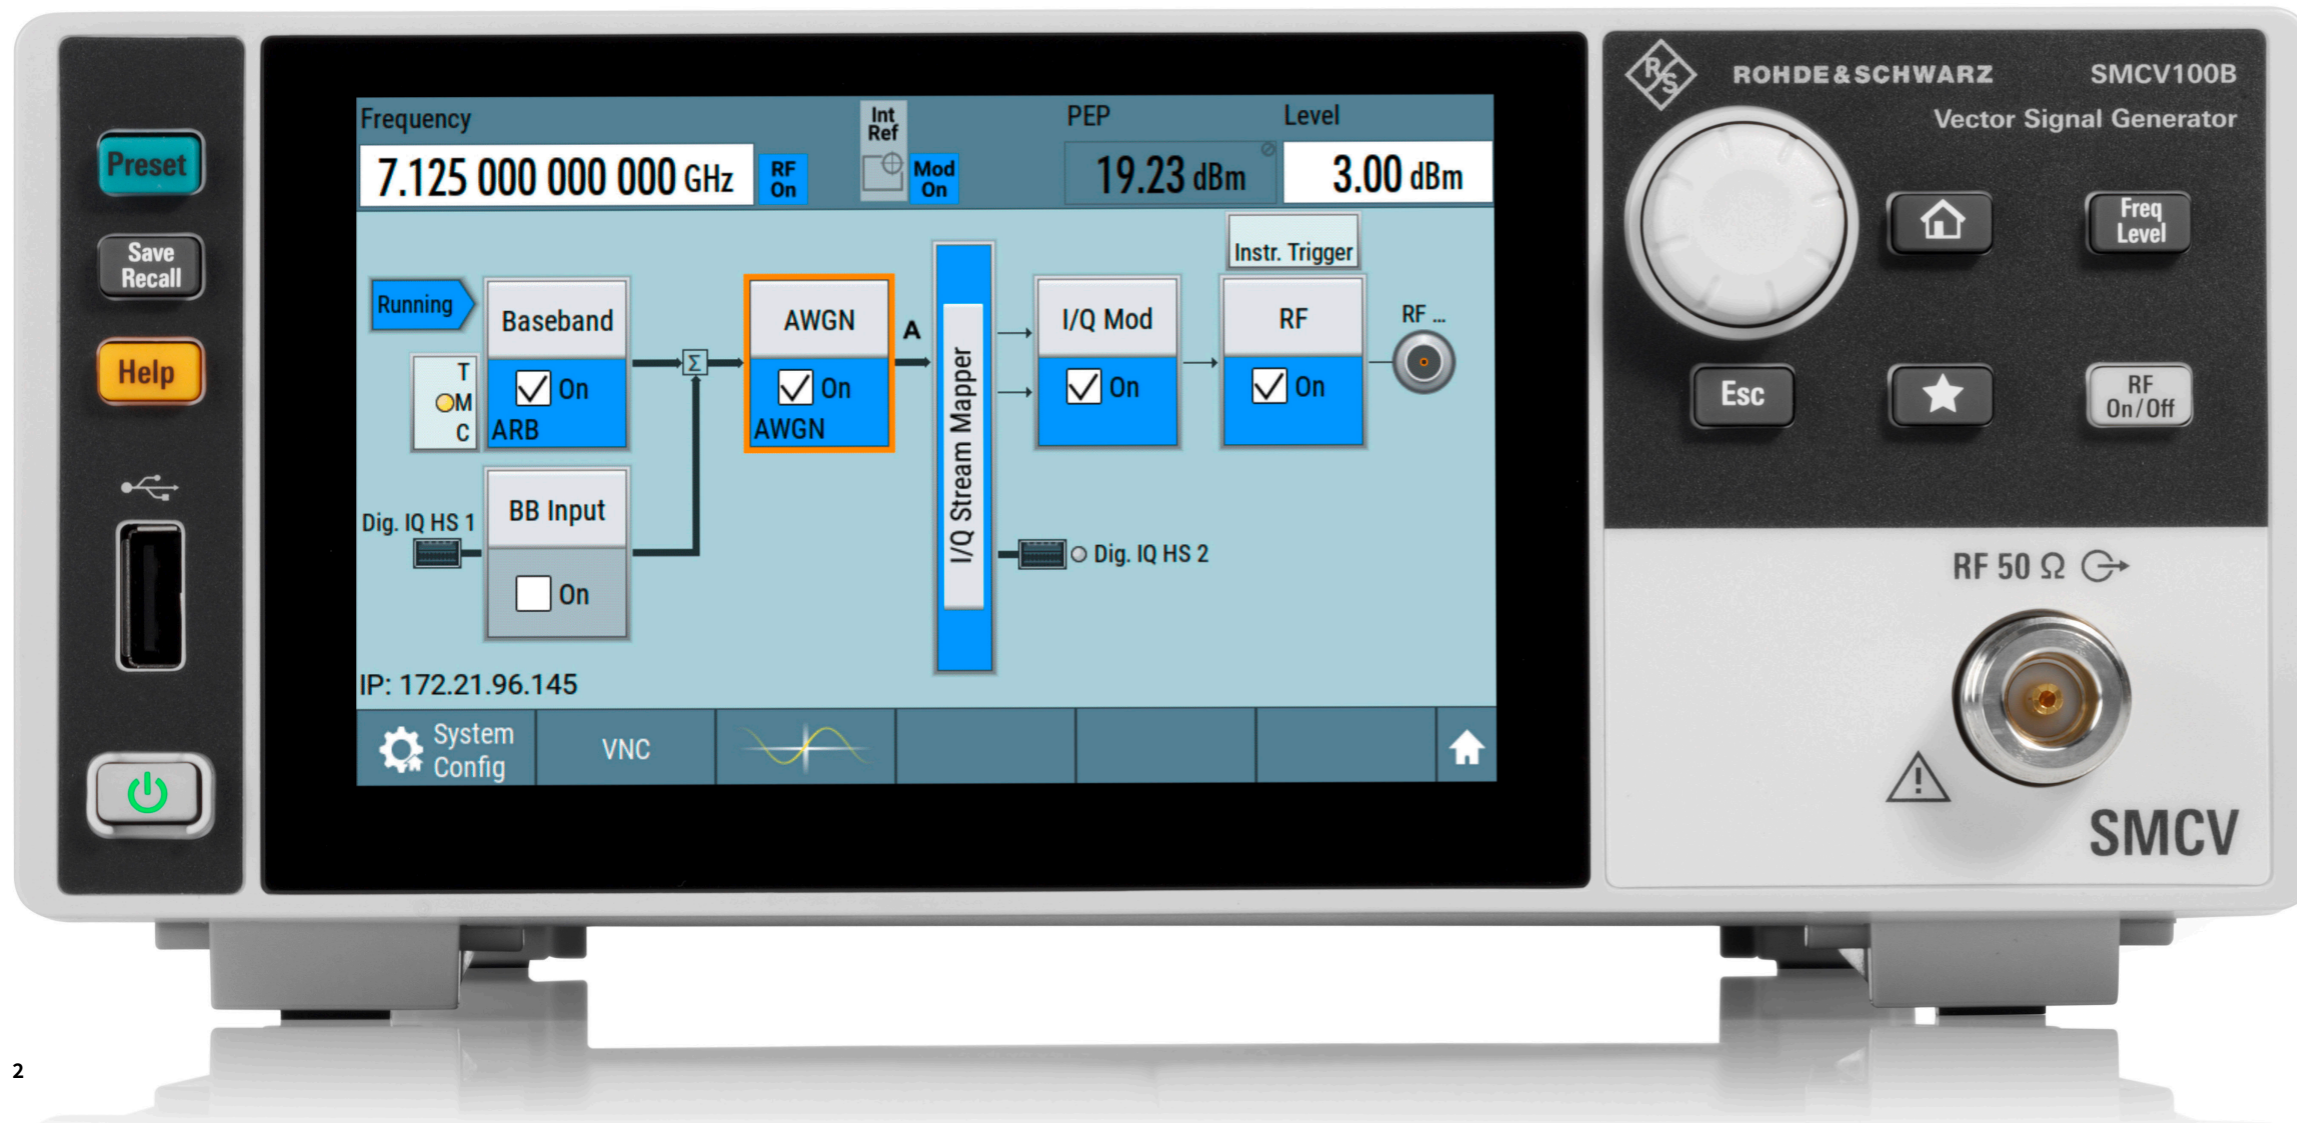 ROHDE&SCHWARZ
SMCV100B
Vector Signal Generator
Preset
Save
Recall
Help
Frequency
Int
Ref
PEP
Level
7.125 000 000 000 GHz
RF
On
Mod
On
19.23 dBm
3.00 dBm
Instr. Trigger
Running
Baseband
AWGN
A
I/Q Mod
RF
RF ...
T
M
C
On
ARB
Σ
On
AWGN
I/Q Stream Mapper
On
On
Dig. IQ HS 1
BB Input
On
Dig. IQ HS 2
IP: 172.21.96.145
System
Config
VNC
Freq
Level
Esc
RF
On/Off
RF 50 Ω
SMCV
2
R
S